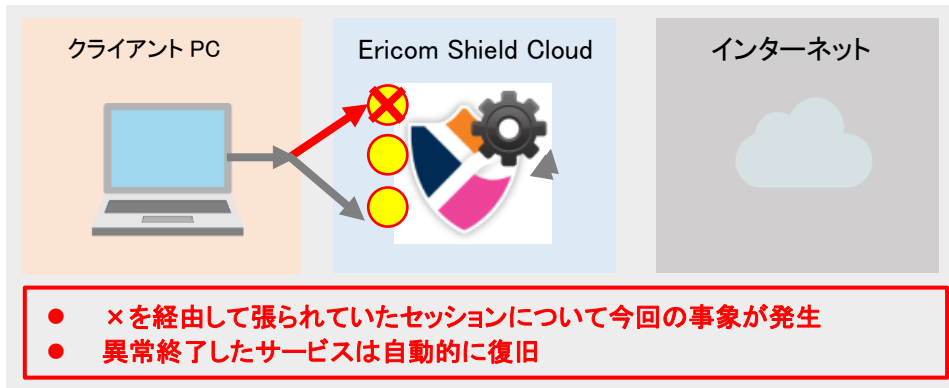 クライアント PC
Ericom Shield Cloud
インターネット
● ×を経由して張られていたセッションについて今回の事象が発生
● 異常終了したサービスは自動的に復旧